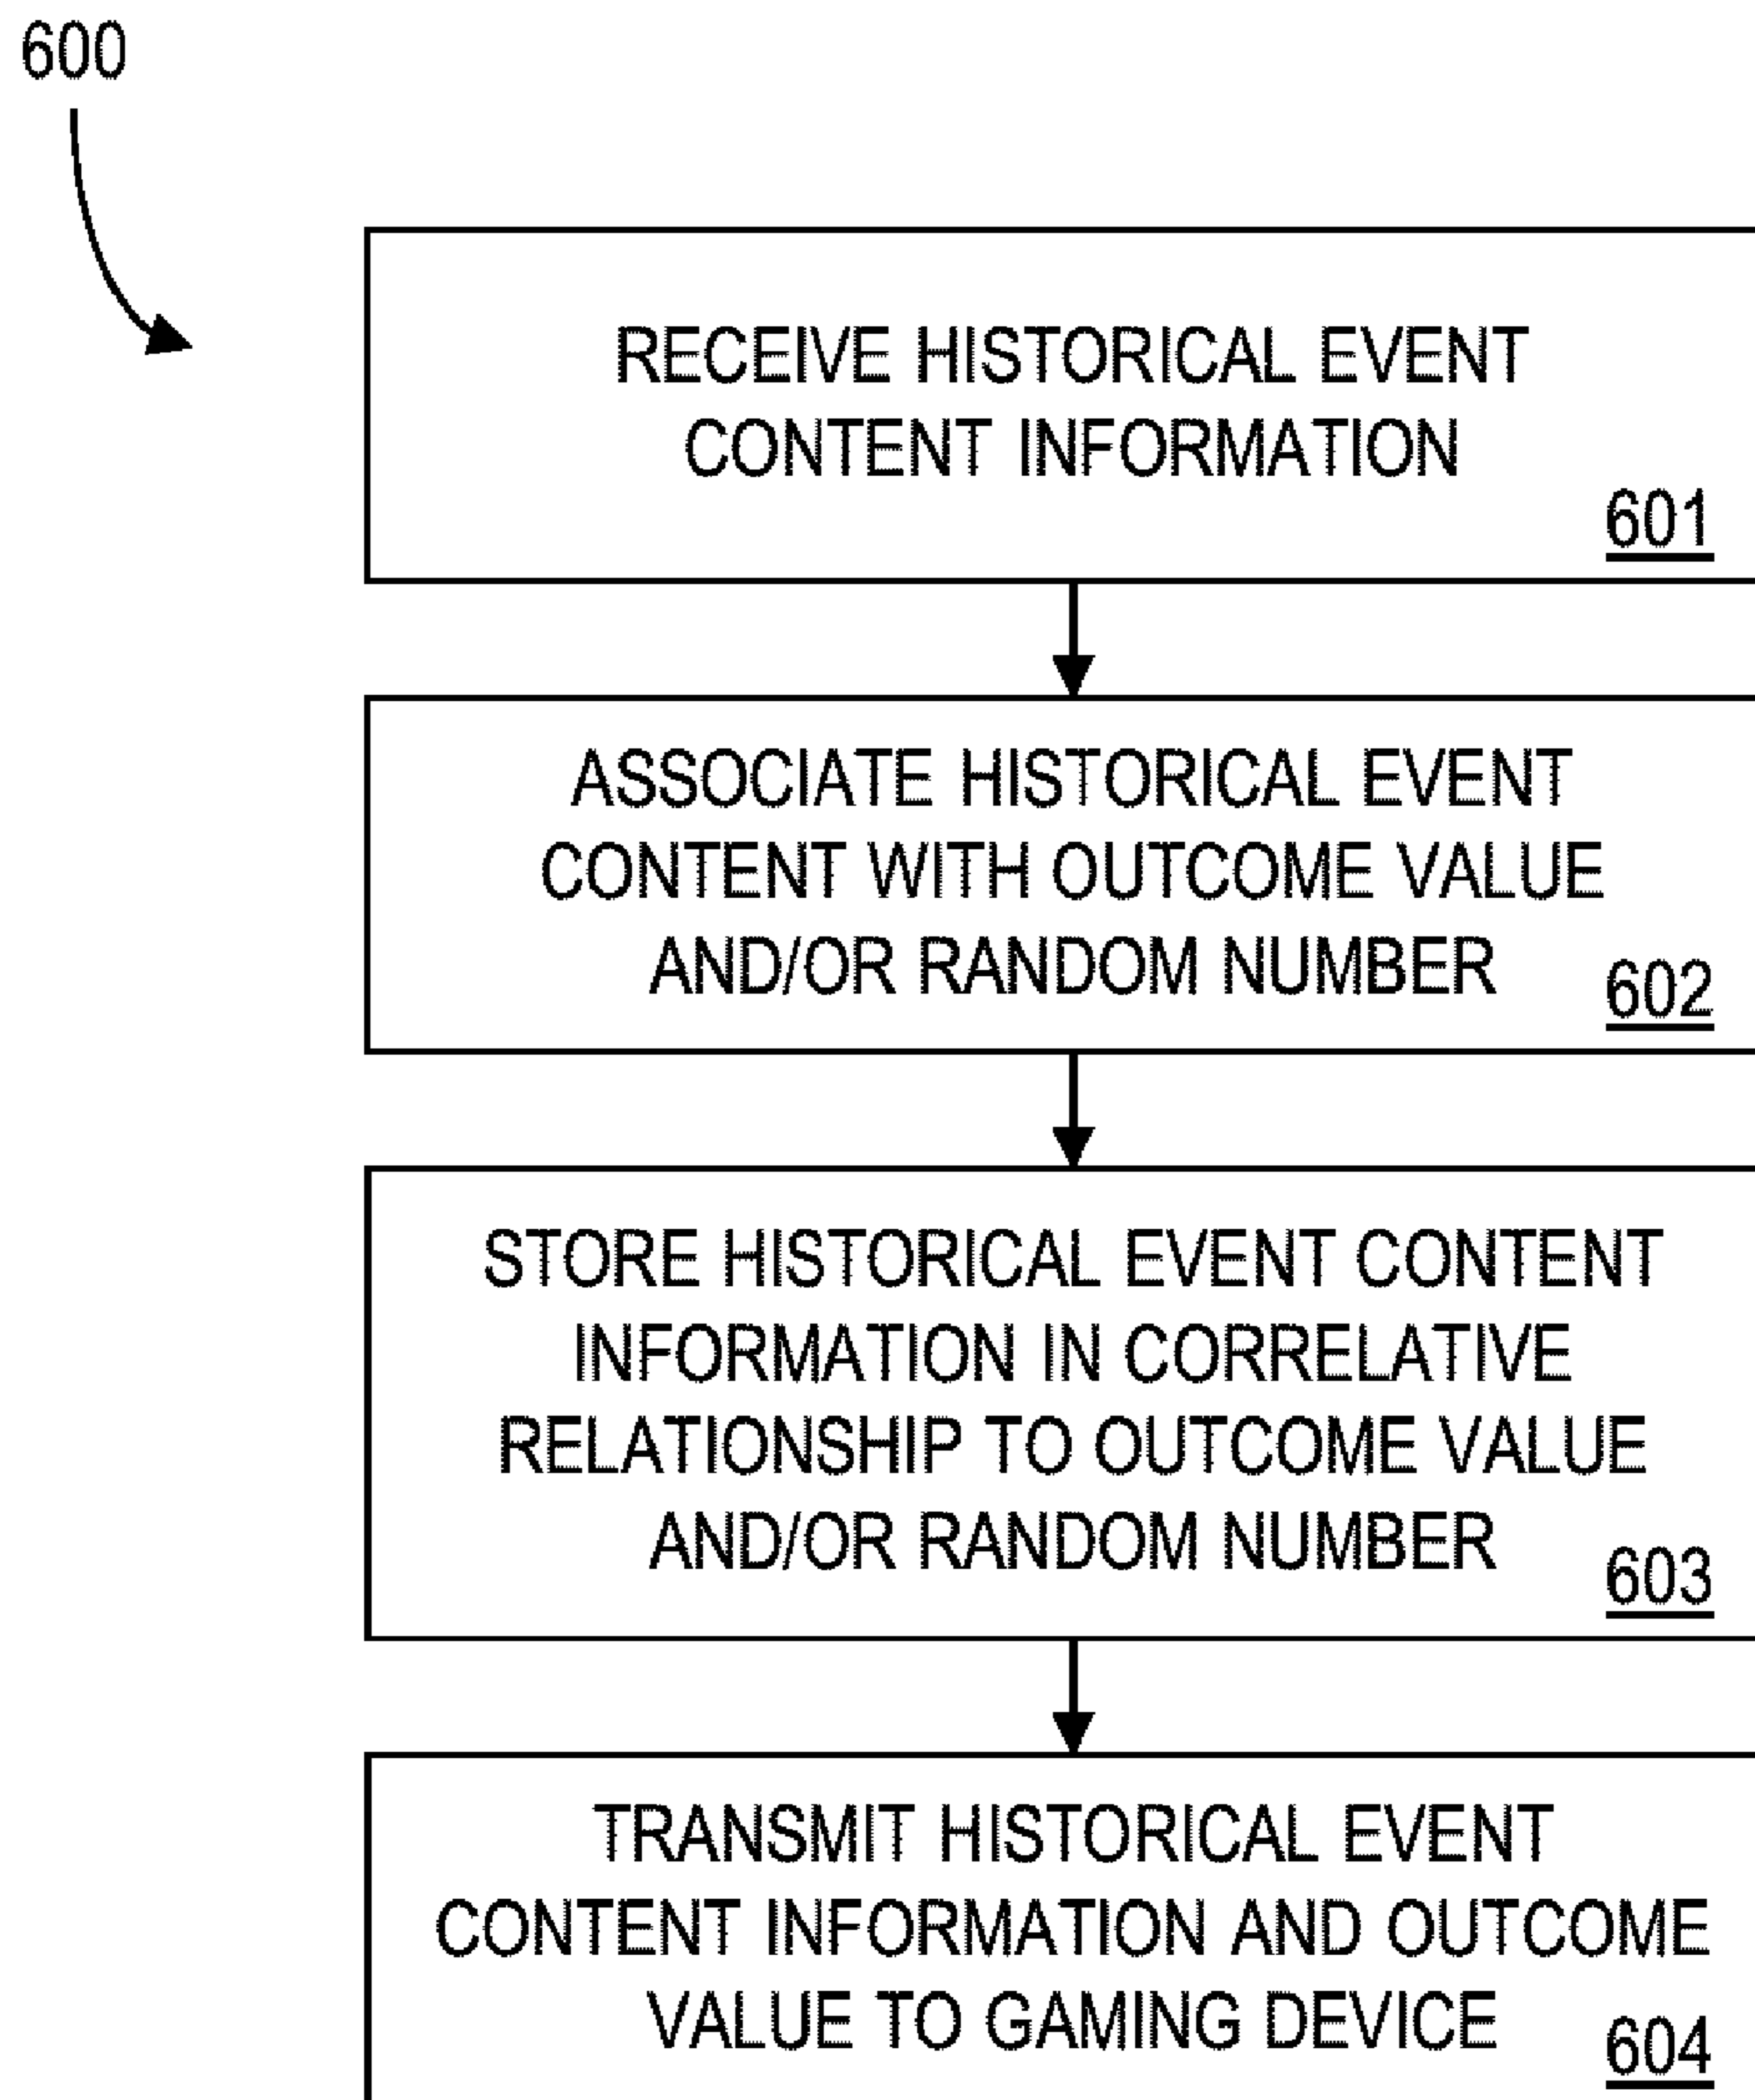 600
RECEIVE HISTORICAL EVENT
CONTENT INFORMATION
601
ASSOCIATE HISTORICAL EVENT
CONTENT WITH OUTCOME VALUE
AND/OR RANDOM NUMBER
602
STORE HISTORICAL EVENT CONTENT
INFORMATION IN CORRELATIVE
RELATIONSHIP TO OUTCOME VALUE
AND/OR RANDOM NUMBER
603
TRANSMIT HISTORICAL EVENT
CONTENT INFORMATION AND OUTCOME
VALUE TO GAMING DEVICE
604